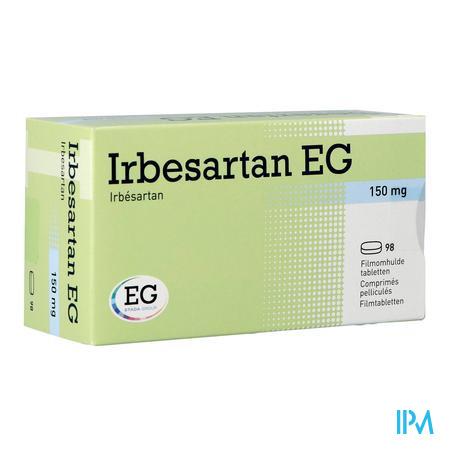 Irbesartan EG
Irbésartan
150 mg
98
Filmomhulde
tabletten
Comprimés
pelliculés
Filmtabletten
EG
STADA GROUP
Irbesartan EG
Irbesartan
150 mg
98
IPM